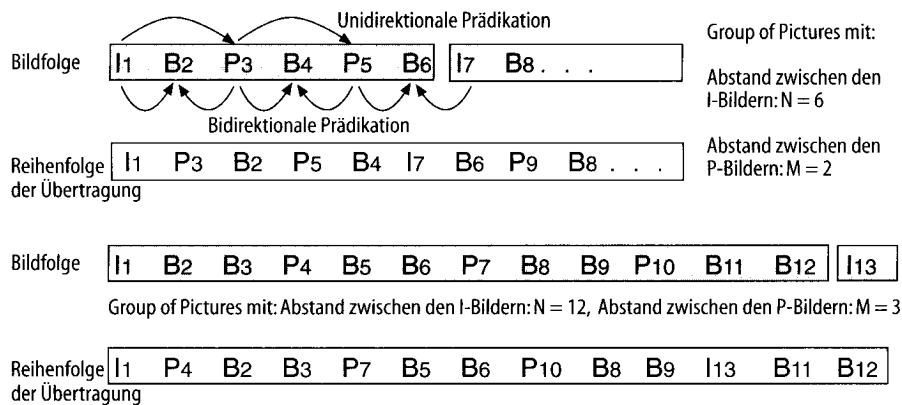 Unidirektionale Prädikation
Bildfolge I1 B2 P3 B4 P5 B6 I7 B8 . . .
Bidirektionale Prädikation
Reihenfolge der Übertragung I1 P3 B2 P5 B4 I7 B6 P9 B8 . . .
Group of Pictures mit:
Abstand zwischen den
I-Bildern: N = 6
Abstand zwischen den
P-Bildern: M = 2
Bildfolge I1 B2 B3 P4 B5 B6 P7 B8 B9 P10 B11 B12 I13
Group of Pictures mit: Abstand zwischen den I-Bildern: N = 12, Abstand zwischen den P-Bildern: M = 3
Reihenfolge I1 P4 B2 B3 P7 B5 B6 P10 B8 B9 I13 B11 B12
der Übertragung